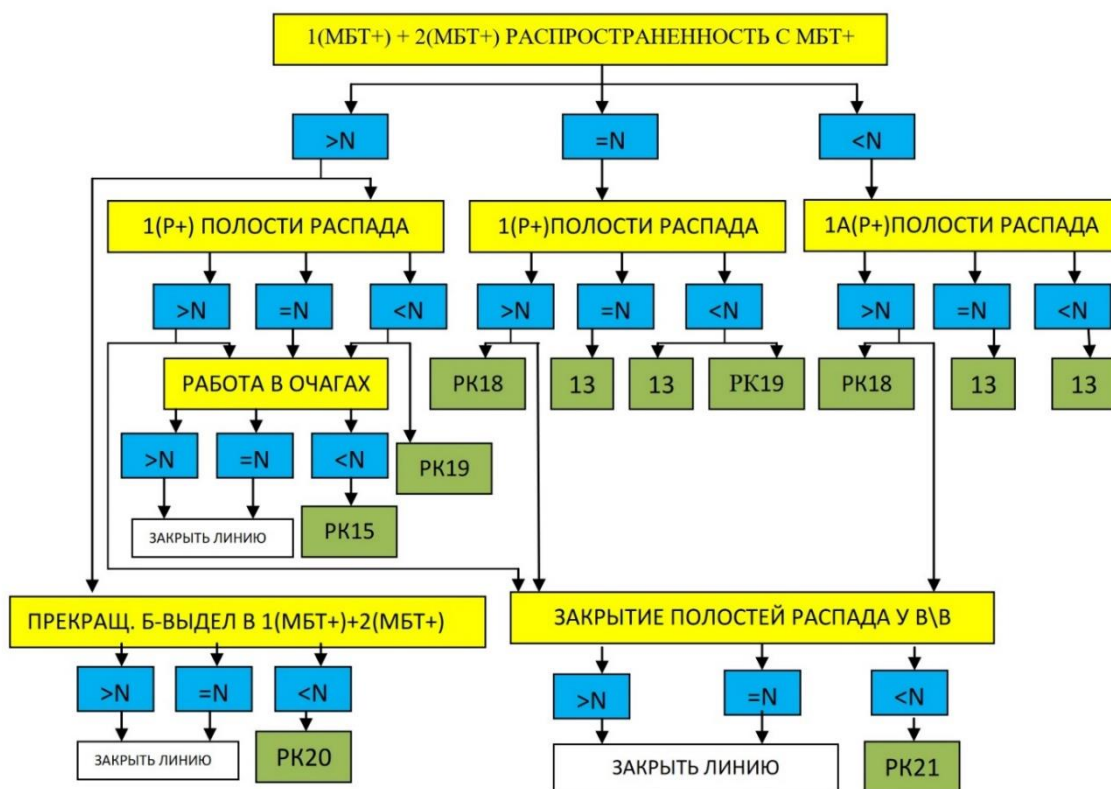 1(МБТ+) + 2(МБТ+) РАСПРОСТРАНЕННОСТЬ С МБТ+
>N
=N
<N
1(Р+) ПОЛОСТИ РАСПАДА
1(Р+)ПОЛОСТИ РАСПАДА
1А(Р+)ПОЛОСТИ РАСПАДА
>N
=N
<N
>N
=N
<N
>N
=N
<N
РАБОТА В ОЧАГАХ
РК18
13
13
РК19
РК18
13
13
>N
=N
<N
РК19
ЗАКРЫТЬ ЛИНИЮ
РК15
ПРЕКРАЩ. Б-ВЫДЕЛ В 1(МБТ+)+2(МБТ+)
ЗАКРЫТИЕ ПОЛОСТЕЙ РАСПАДА У В\В
>N
=N
<N
>N
=N
<N
ЗАКРЫТЬ ЛИНИЮ
РК20
ЗАКРЫТЬ ЛИНИЮ
РК21